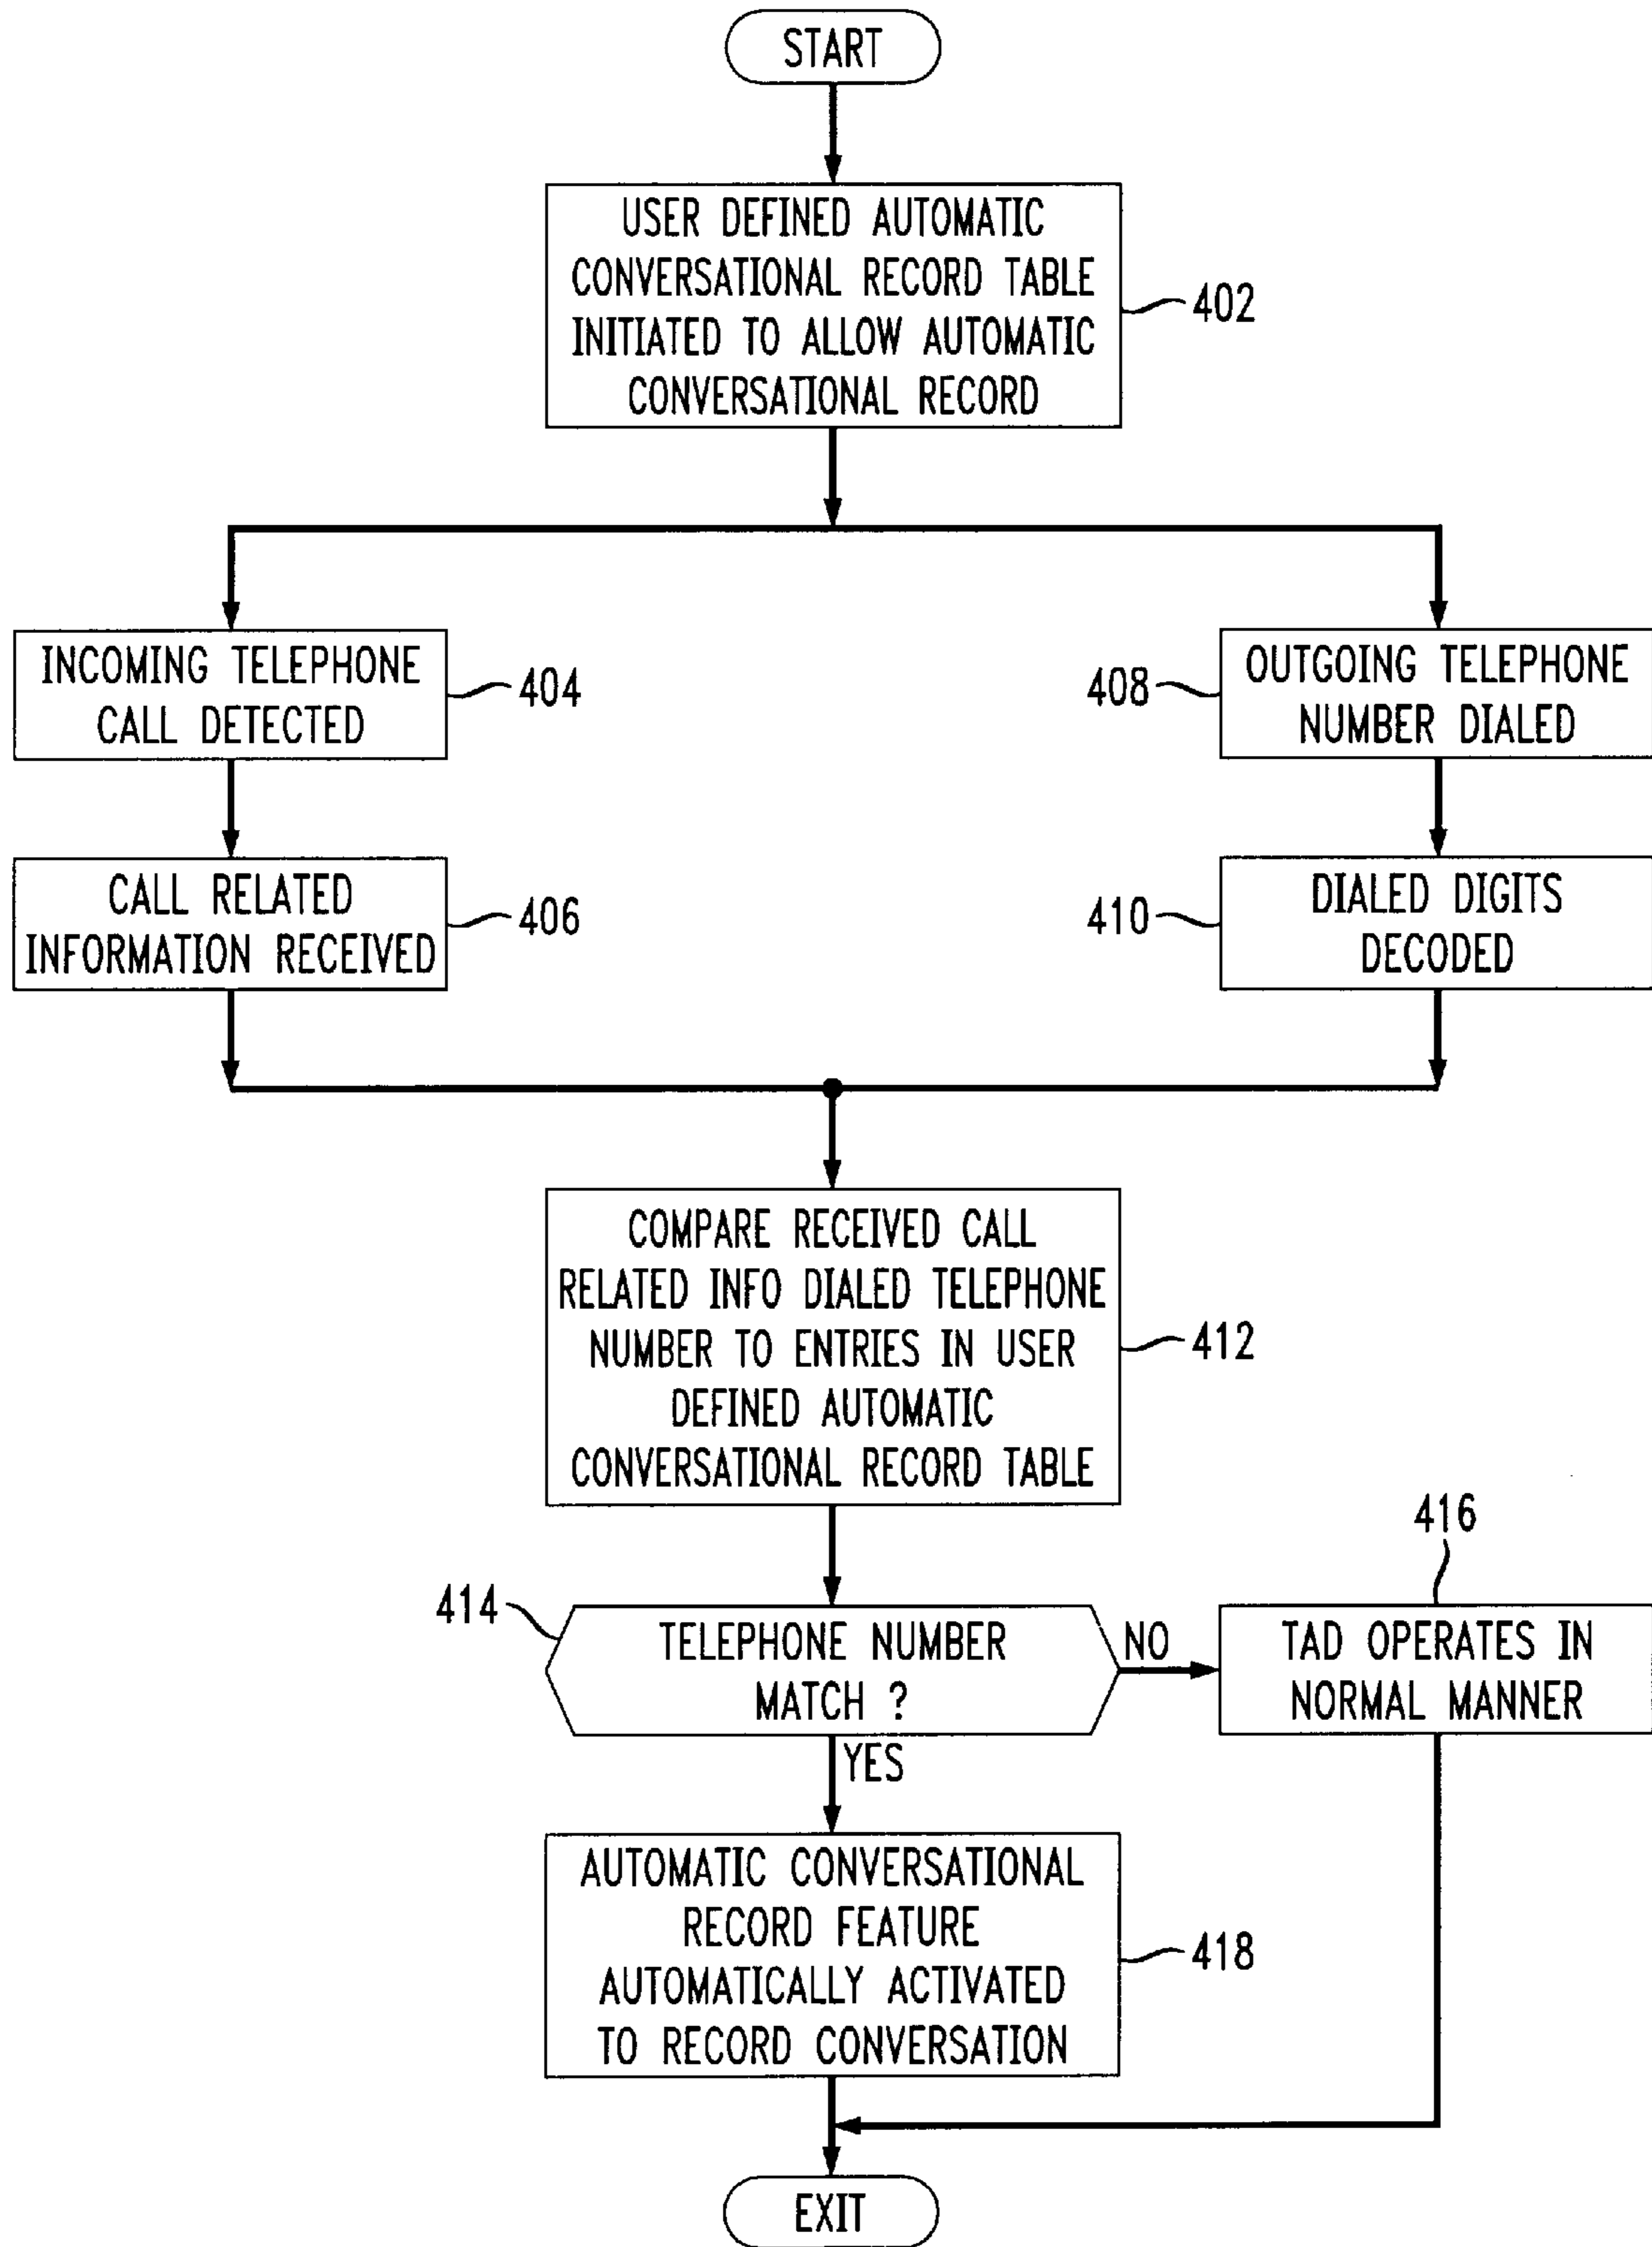 START
USER DEFINED AUTOMATIC
CONVERSATIONAL RECORD TABLE
INITIATED TO ALLOW AUTOMATIC
CONVERSATIONAL RECORD
402
INCOMING TELEPHONE
CALL DETECTED
404
408
OUTGOING TELEPHONE
NUMBER DIALED
CALL RELATED
INFORMATION RECEIVED
406
410
DIALED DIGITS
DECODED
COMPARE RECEIVED CALL
RELATED INFO DIALED TELEPHONE
NUMBER TO ENTRIES IN USER
DEFINED AUTOMATIC
CONVERSATIONAL RECORD TABLE
412
414
TELEPHONE NUMBER
MATCH ?
NO
416
TAD OPERATES IN
NORMAL MANNER
YES
AUTOMATIC CONVERSATIONAL
RECORD FEATURE
AUTOMATICALLY ACTIVATED
TO RECORD CONVERSATION
418
EXIT